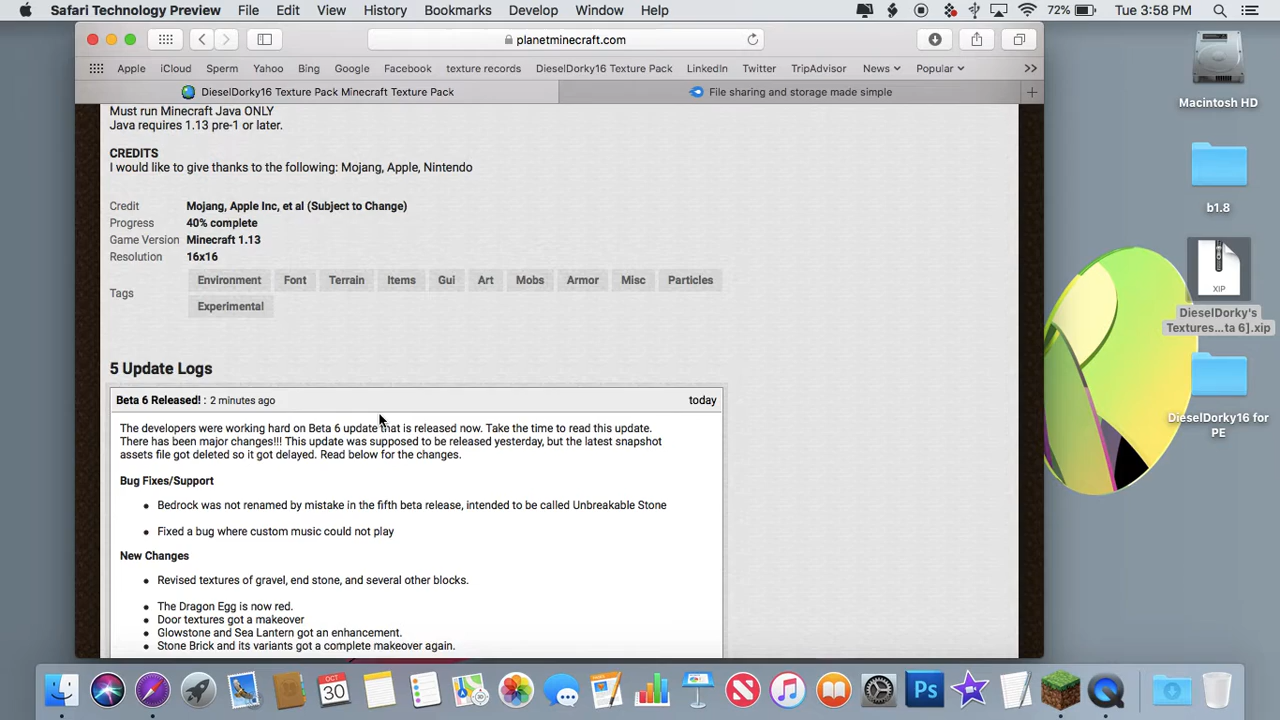 Safari Technology Preview File Edit View History Bookmarks Develop Window Help 72% Tue 3:58 PM
planetminecraft.com
Apple iCloud Sperm Yahoo Bing Google Facebook texture records DieselDorky16 Texture Pack LinkedIn Twitter TripAdvisor News Popular >>
DieselDorky16 Texture Pack Minecraft Texture Pack File sharing and storage made simple +
Must run Minecraft Java ONLY
Java requires 1.13 pre-1 or later.
CREDITS
I would like to give thanks to the following: Mojang, Apple, Nintendo
Credit Mojang, Apple Inc, et al (Subject to Change)
Progress 40% complete
Game Version Minecraft 1.13
Resolution 16x16
Tags Environment Font Terrain Items Gui Art Mobs Armor Misc Particles
Experimental
5 Update Logs
Beta 6 Released! : 2 minutes ago today
The developers were working hard on Beta 6 update that is released now. Take the time to read this update.
There has been major changes!!! This update was supposed to be released yesterday, but the latest snapshot
assets file got deleted so it got delayed. Read below for the changes.
Bug Fixes/Support
• Bedrock was not renamed by mistake in the fifth beta release, intended to be called Unbreakable Stone
• Fixed a bug where custom music could not play
New Changes
• Revised textures of gravel, end stone, and several other blocks.
• The Dragon Egg is now red.
• Door textures got a makeover
• Glowstone and Sea Lantern got an enhancement.
• Stone Brick and its variants got a complete makeover again.
Macintosh HD
b1.8
XIP
DieselDorky's
Textures...ta 6].xip
DieselDorky16 for
PE
OCT
30
Ps